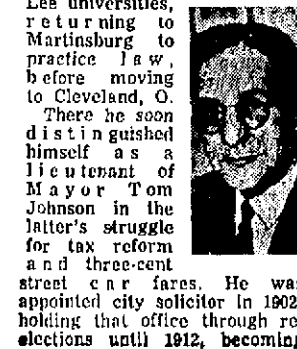 Lee universities,
returning to
Martinsburg to
practice law,
before moving
to Cleveland, O.
There he soon
distinguished
himself as a
lieutenant of
Mayor Tom
Johnson in the
latter's struggle
for tax reform
and three-cent
street car fares. He was
appointed city solicitor in 1902
holding that office through re
elections until 1912, becoming